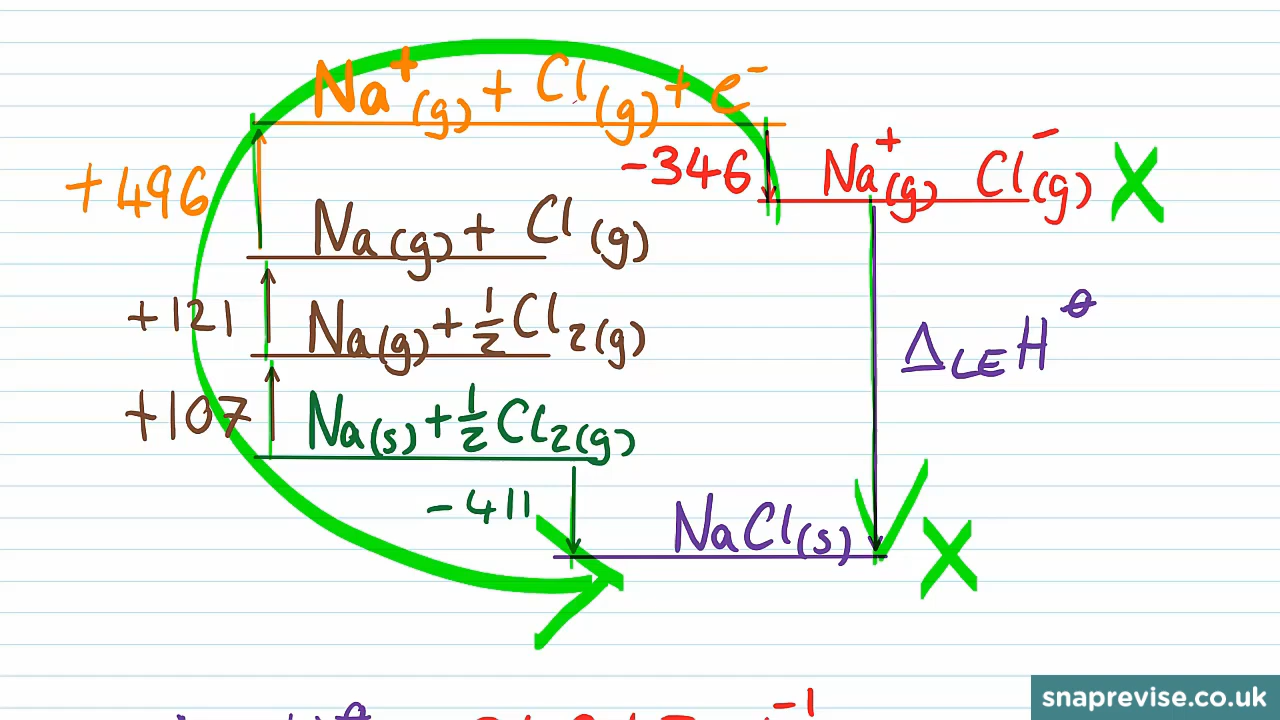 Na⁺(g) + Cl(g) + e⁻
-346
Na⁺(g) Cl⁻(g) X
+496
Na(g) + Cl(g)
+121
Na(g) + ½Cl₂(g)
Δ_LE H^θ
+107
Na(s) + ½Cl₂(g)
-411
NaCl(s) X
snaprevise.co.uk